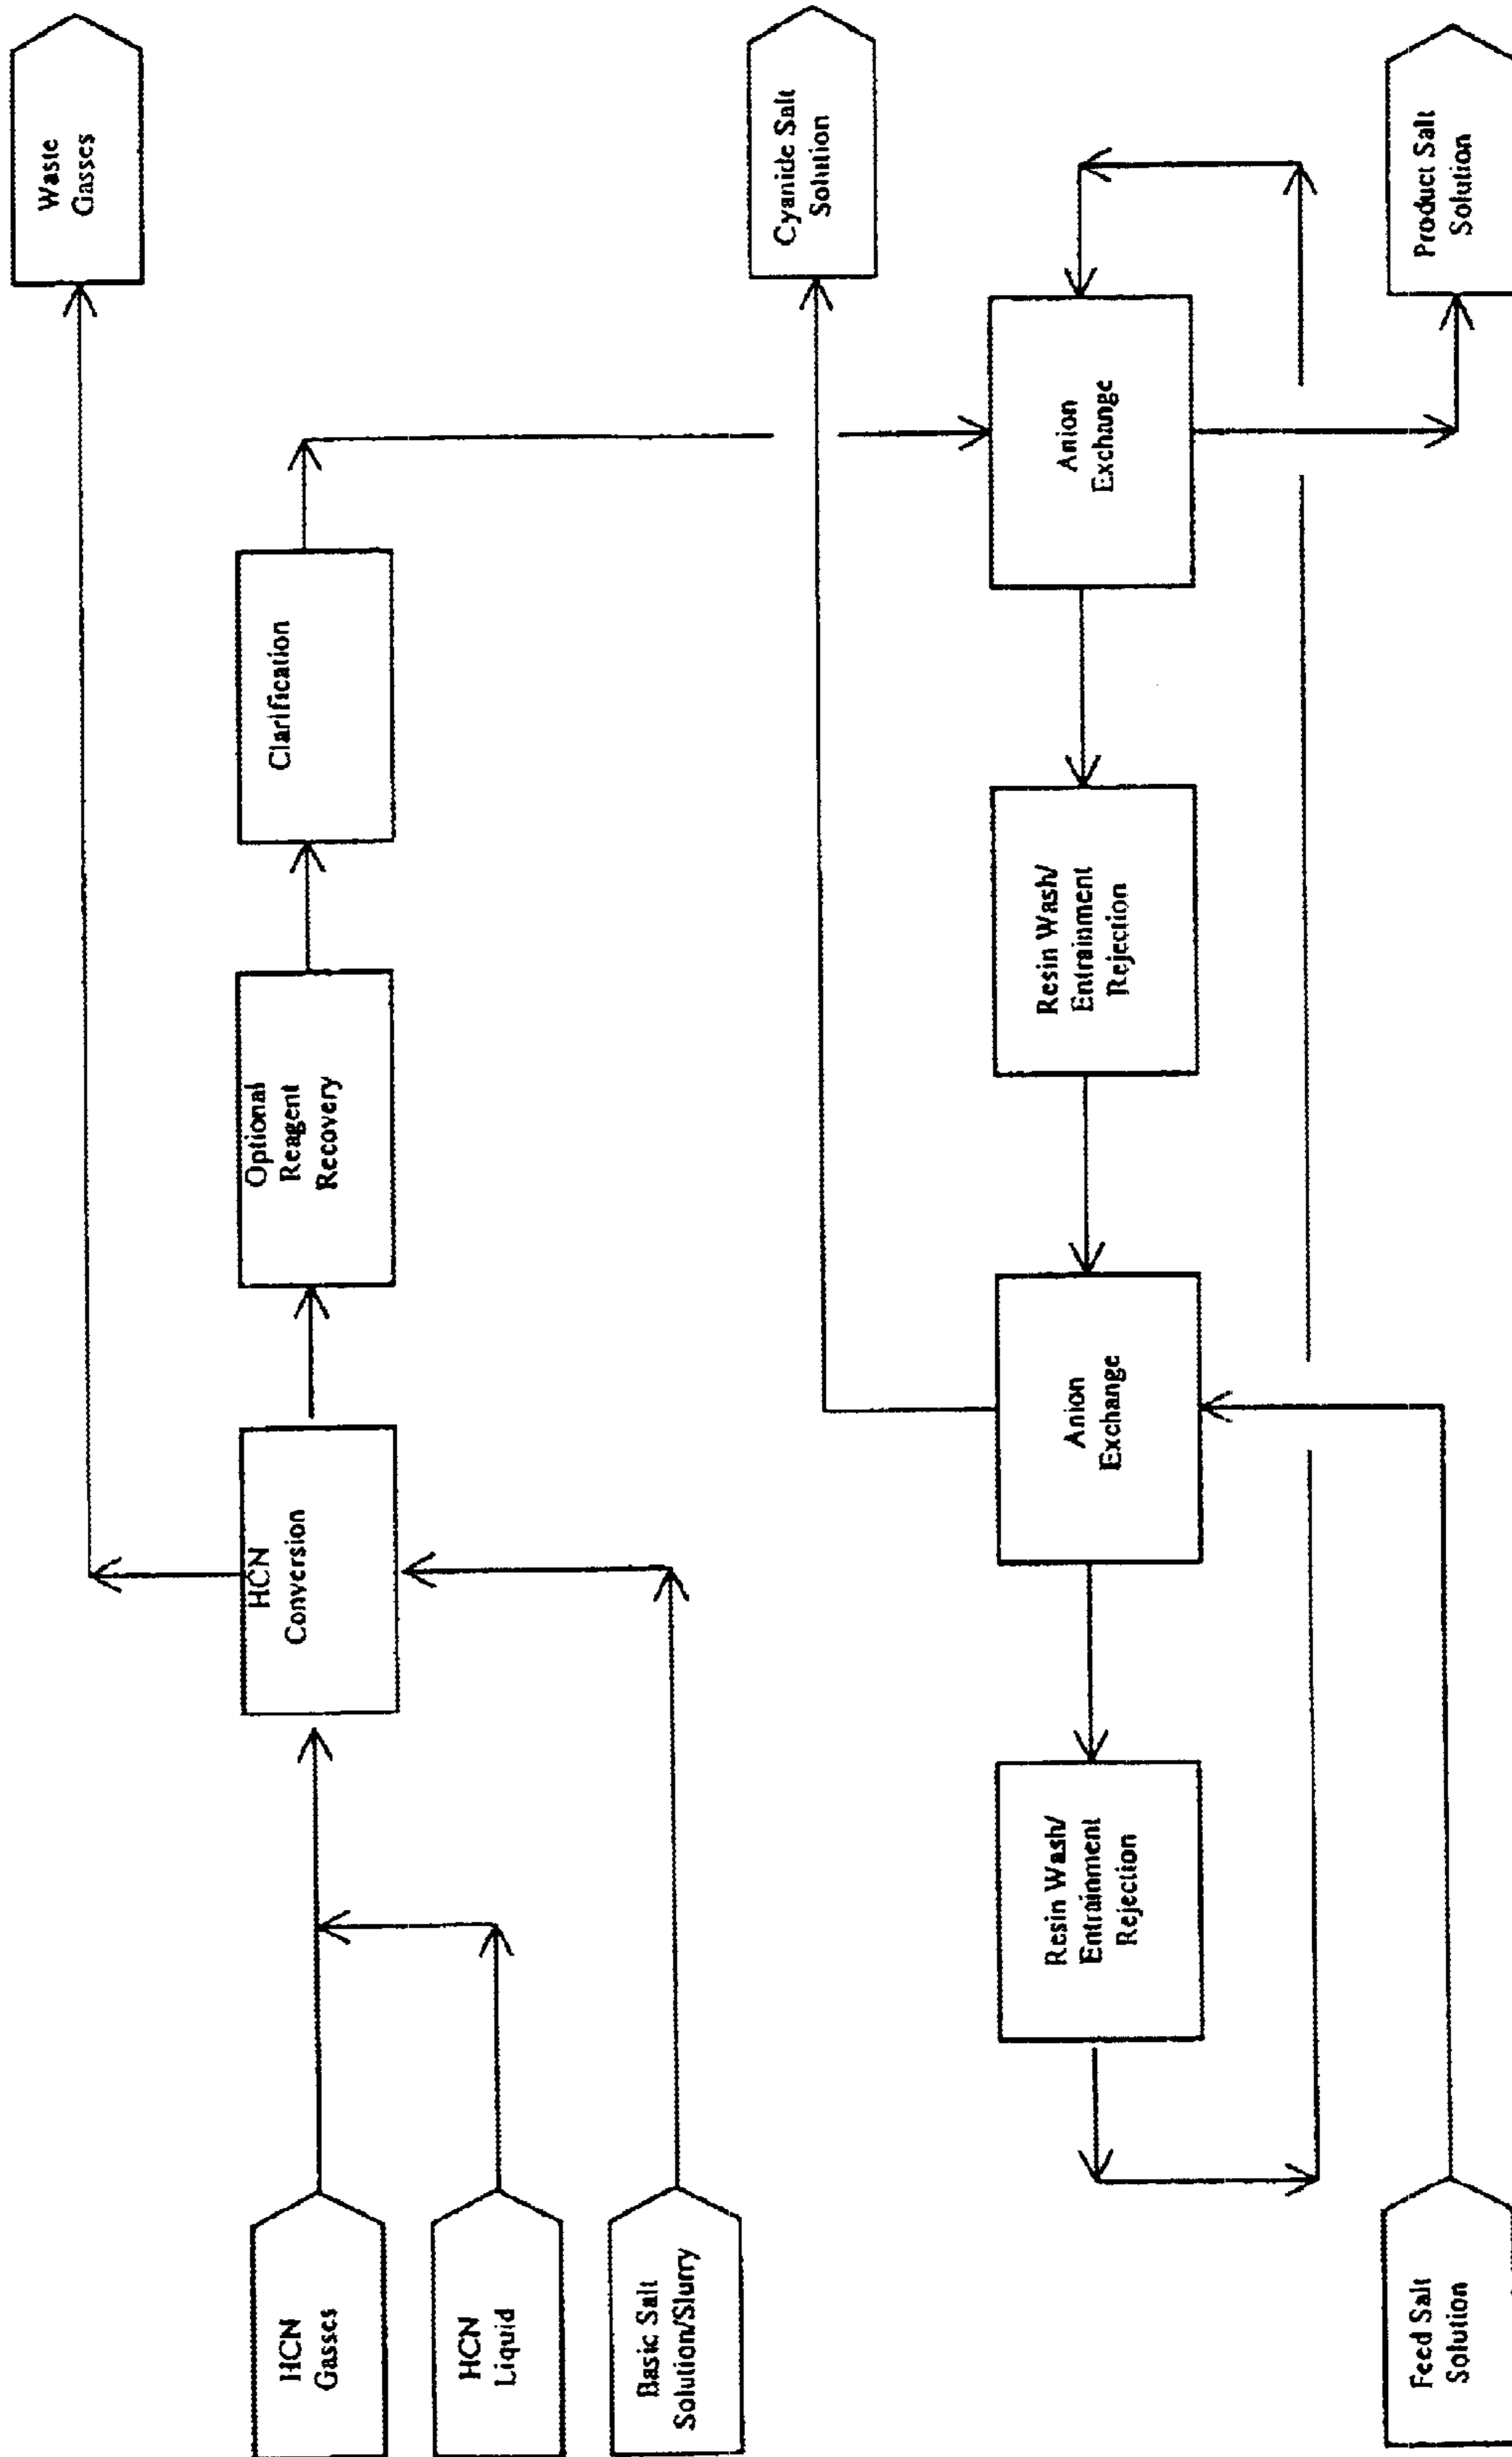 Waste
Gasses
HCN
Gasses
HCN
Conversion
Optional
Reagent
Recovery
Clarification
HCN
Liquid
Basic Salt
Solution/Slurry
Cyanide Salt
Solution
Resin Wash/
Entrainment
Rejection
Anion
Exchange
Resin Wash/
Entrainment
Rejection
Anion
Exchange
Feed Salt
Solution
Product Salt
Solution